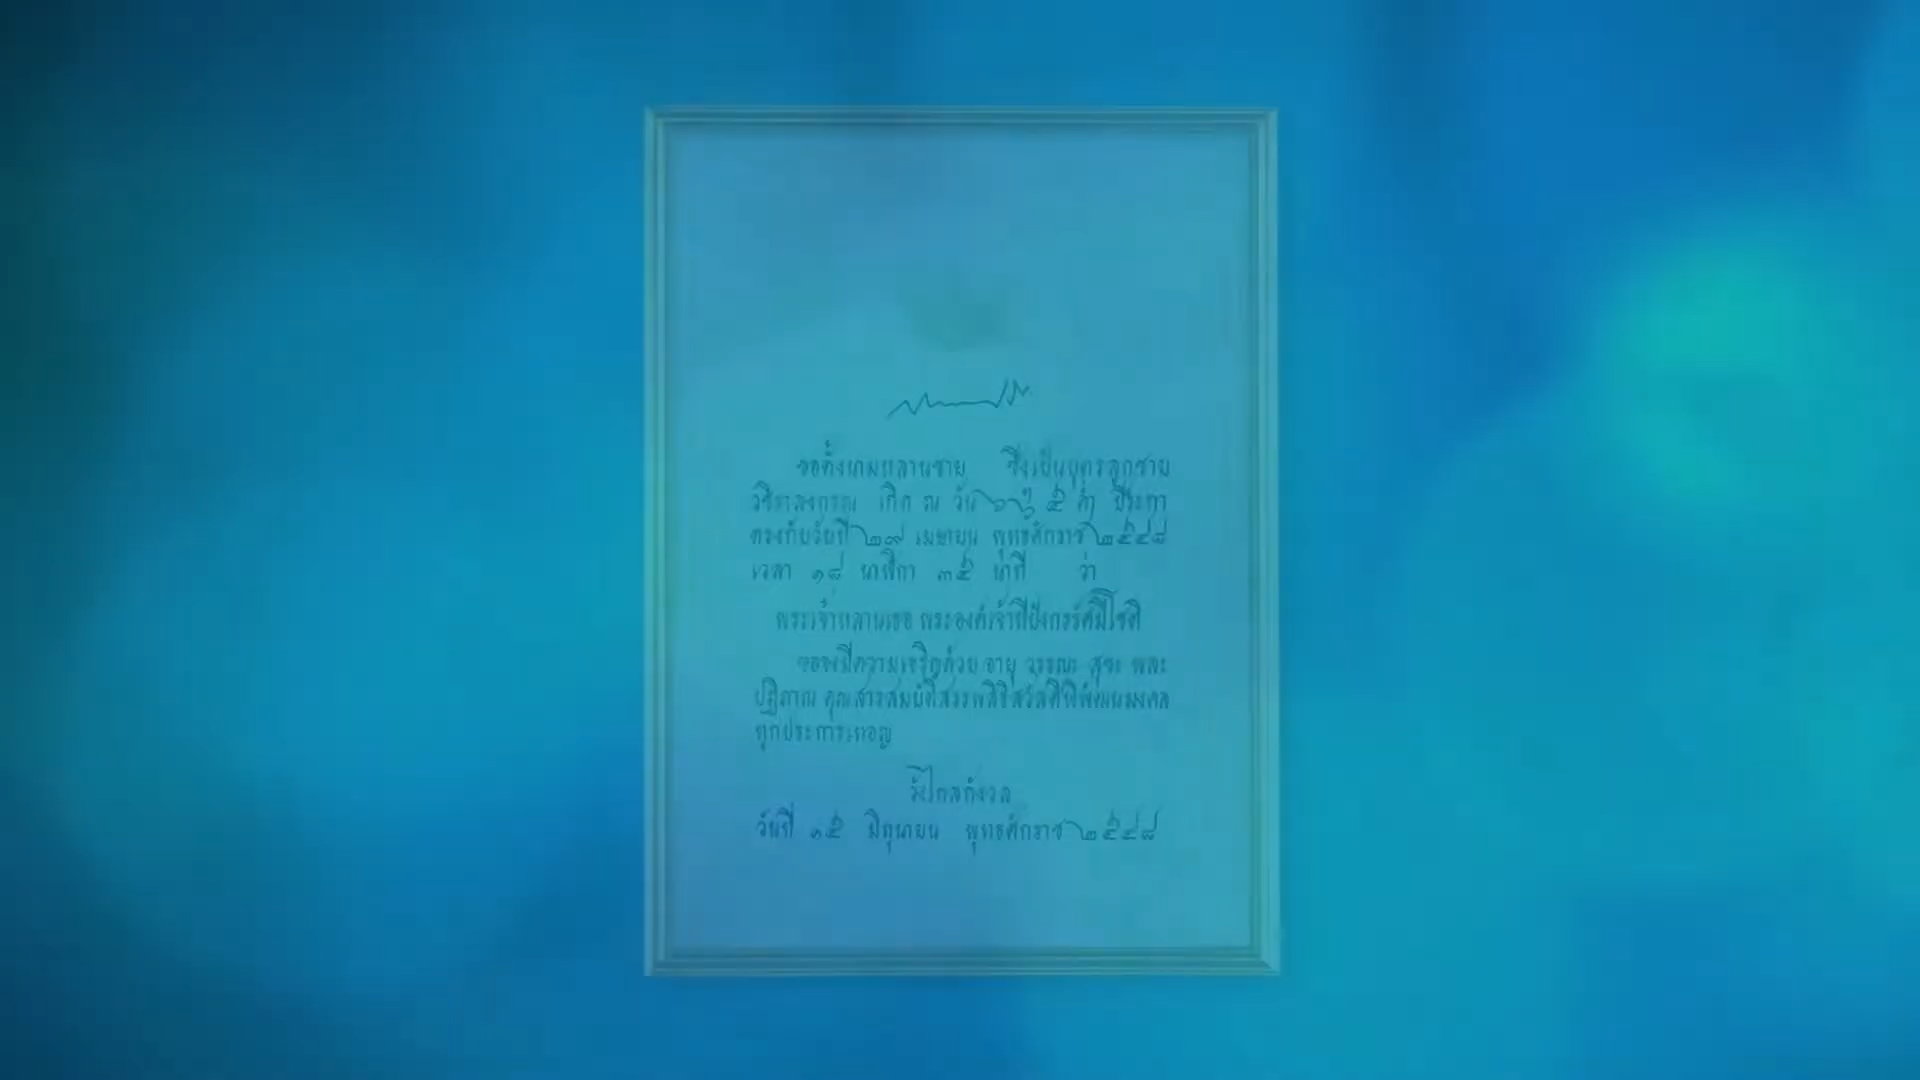 ขอตั้งนามหลานชาย ซึ่งเป็นบุตรลูกชาย
วชิราลงกรณ เกิด ณ วัน ๖ ๕ ค่ำ ปีระกา
ตรงกับวันที่ ๒๙ เมษายน พุทธศักราช ๒๕๔๘
เวลา ๑๘ นาฬิกา ๓๕ นาที ว่า
พระเจ้าหลานเธอ พระองค์เจ้าทีปังกรรัศมีโชติ
ขอจงมีความเจริญด้วย อายุ วรรณะ สุขะ พละ
ปฏิภาณ คุณสารสมบัติสรรพสิริสวัสดิพิพัฒนมงคล
ทุกประการเทอญ
วังไกลกังวล
วันที่ ๑๕ มิถุนายน พุทธศักราช ๒๕๔๘